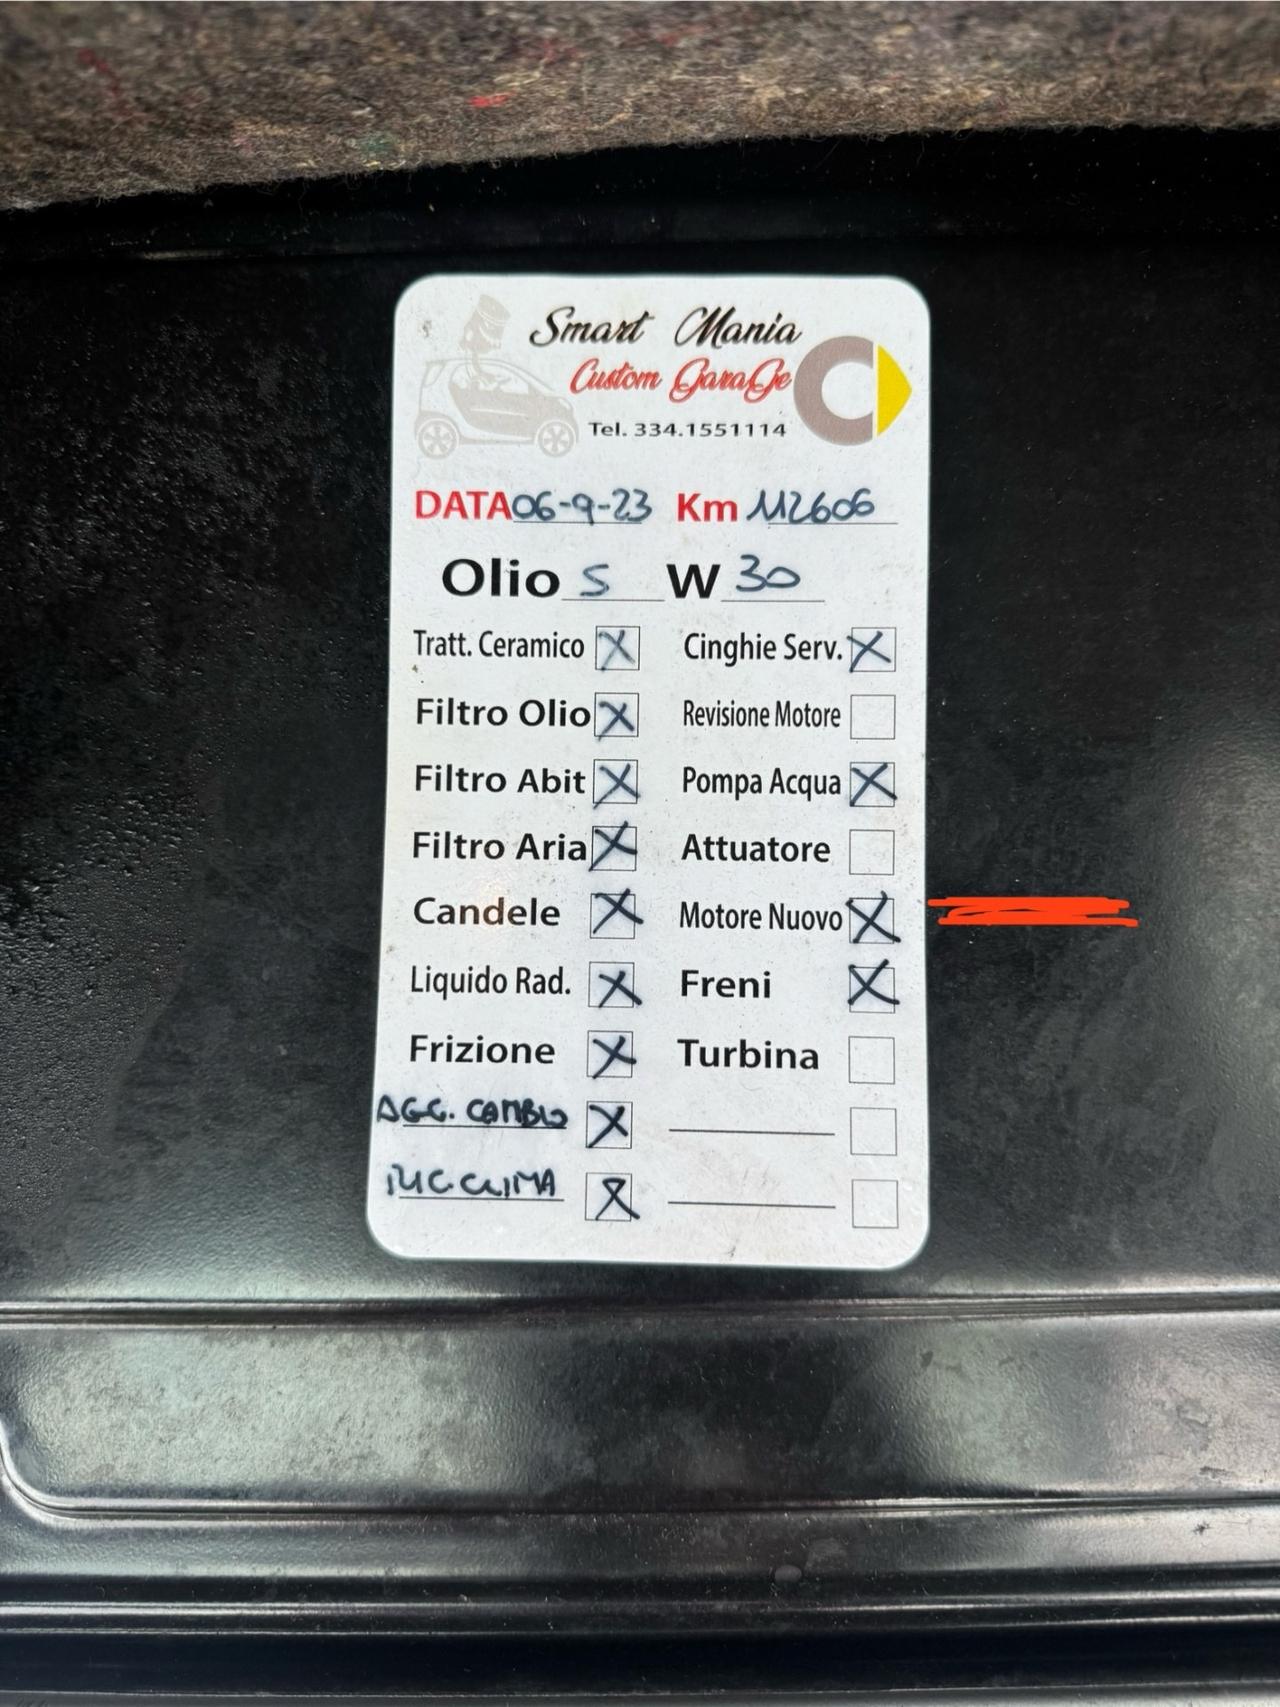 Smart Mania
Custom GaraGe
Tel. 334.1551114
DATA 06-9-23 Km 112606
Olio 5 W 30
Tratt. Ceramico X Cinghie Serv. X
Filtro Olio X Revisione Motore
Filtro Abit X Pompa Acqua X
Filtro Aria X Attuatore
Candele X Motore Nuovo X
Liquido Rad. X Freni X
Frizione X Turbina
AGG. CAMBIO X
RIC CLIMA X